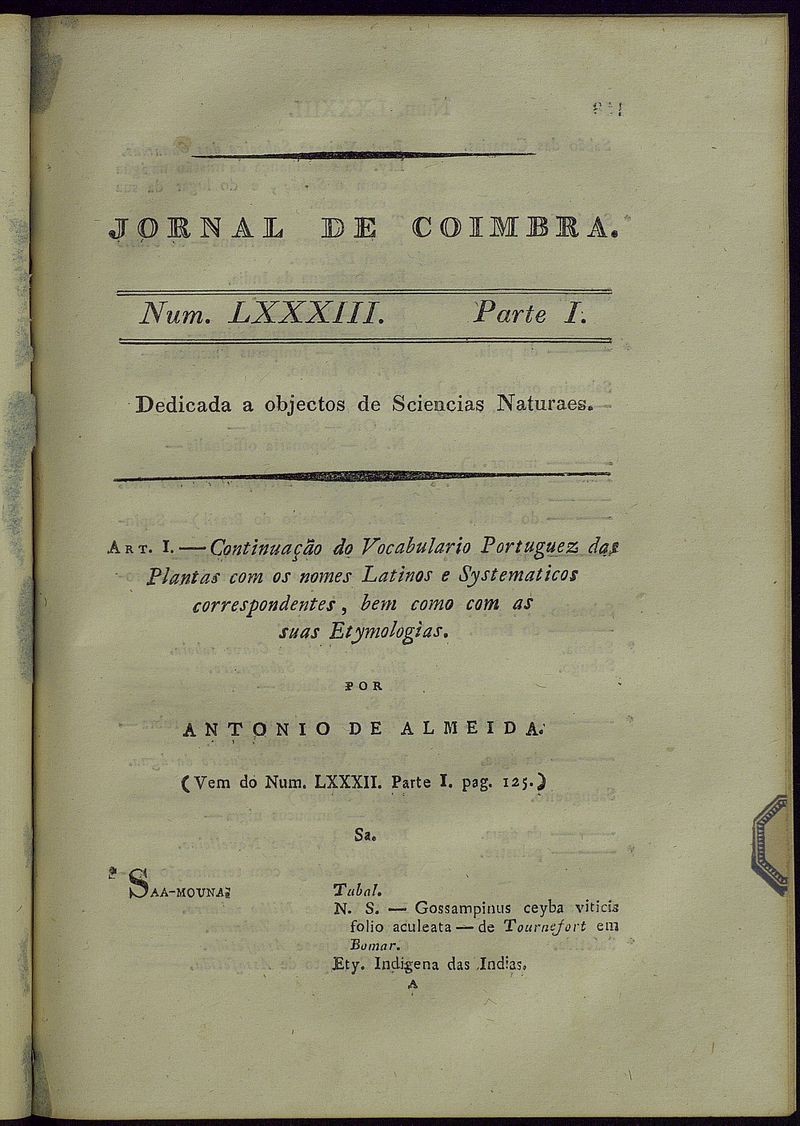 JORNAL DE COIMBRA.
Num. LXXXIII. Parte I.
Dedicada a objectos de Sciencias Naturaes.
ART. I. — Continuação do Vocabulario Portuguez das
Plantas com os nomes Latinos e Systematicos
correspondentes, bem como com as
suas Etymologias.
POR
ANTONIO DE ALMEIDA.
(Vem do Num. LXXXII. Parte I. pag. 125.)
Sa.
* SAA-MOUNA Tabal.
N. S. — Gossampinus ceyba viticis
folio aculeata — de Tournefort em
Bomar.
Ety. Indigena das Indias.
A